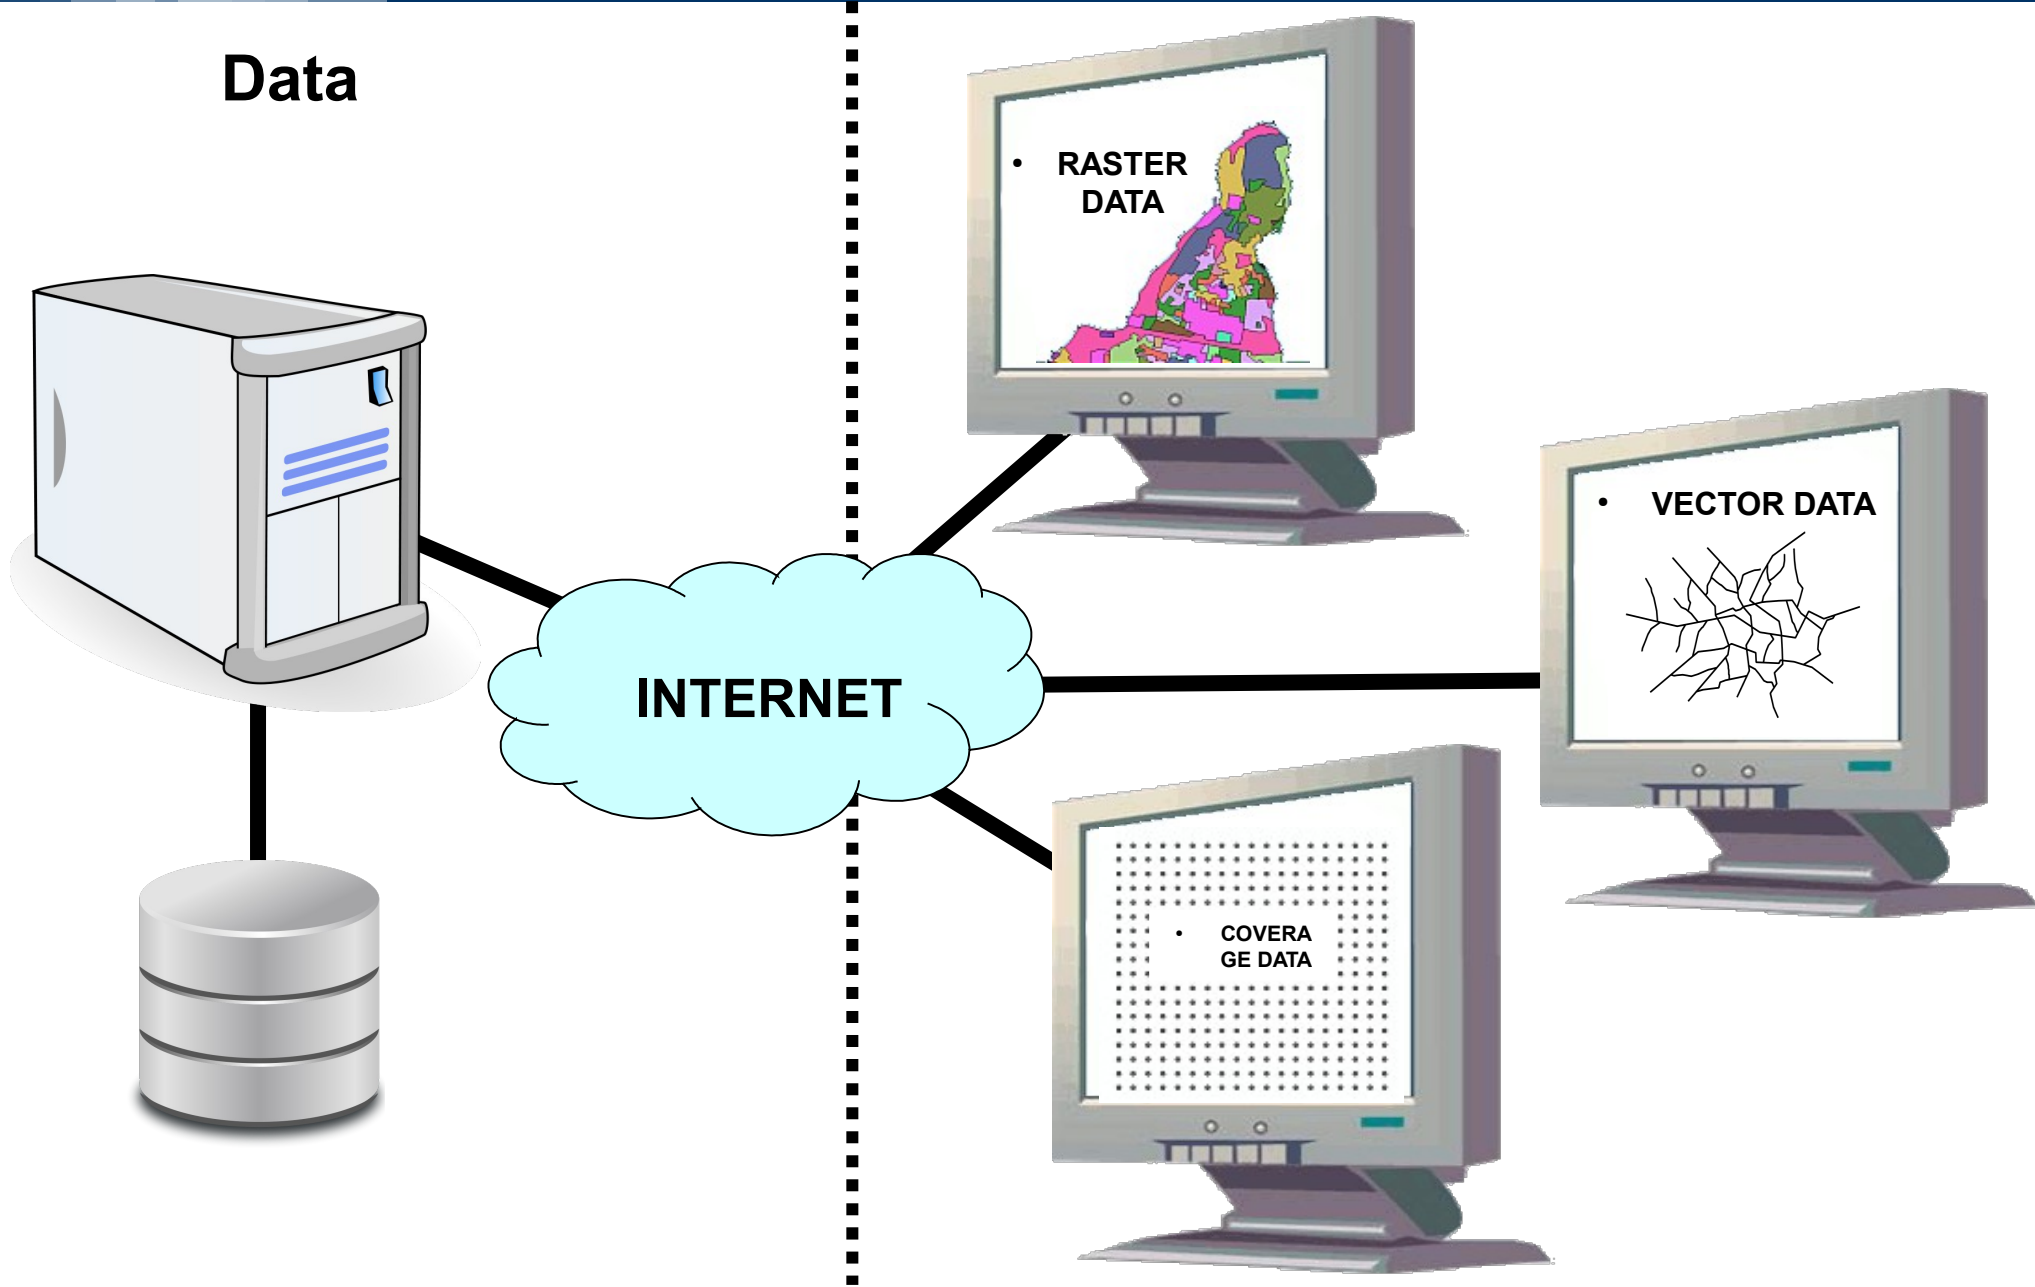 Data
• RASTER
DATA
• VECTOR DATA
INTERNET
• COVERA
GE DATA